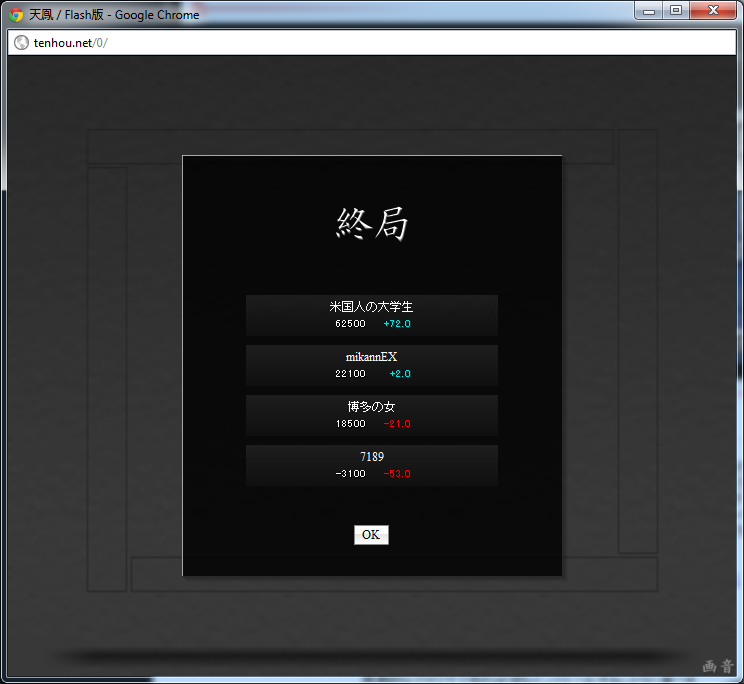 天鳳 / Flash版 - Google Chrome
tenhou.net/0/
終局
米国人の大学生
62500 +72.0
mikannEX
22100 +2.0
博多の女
18500 -21.0
7189
-3100 -53.0
OK
画 音